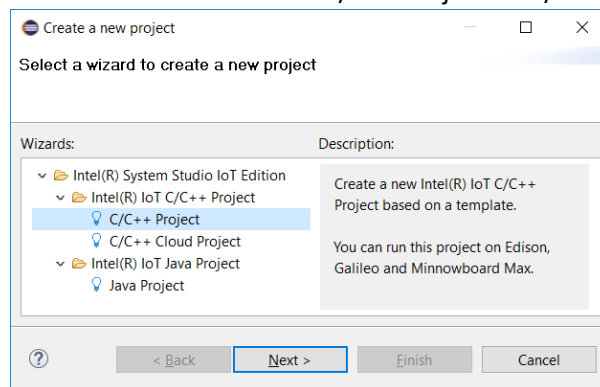 Create a new project
Select a wizard to create a new project
Wizards:
Description:
Intel(R) System Studio IoT Edition
Intel(R) IoT C/C++ Project
C/C++ Project
C/C++ Cloud Project
Intel(R) IoT Java Project
Java Project
Create a new Intel(R) IoT C/C++
Project based on a template.
You can run this project on Edison,
Galileo and Minnowboard Max.
?
< Back
Next >
Finish
Cancel